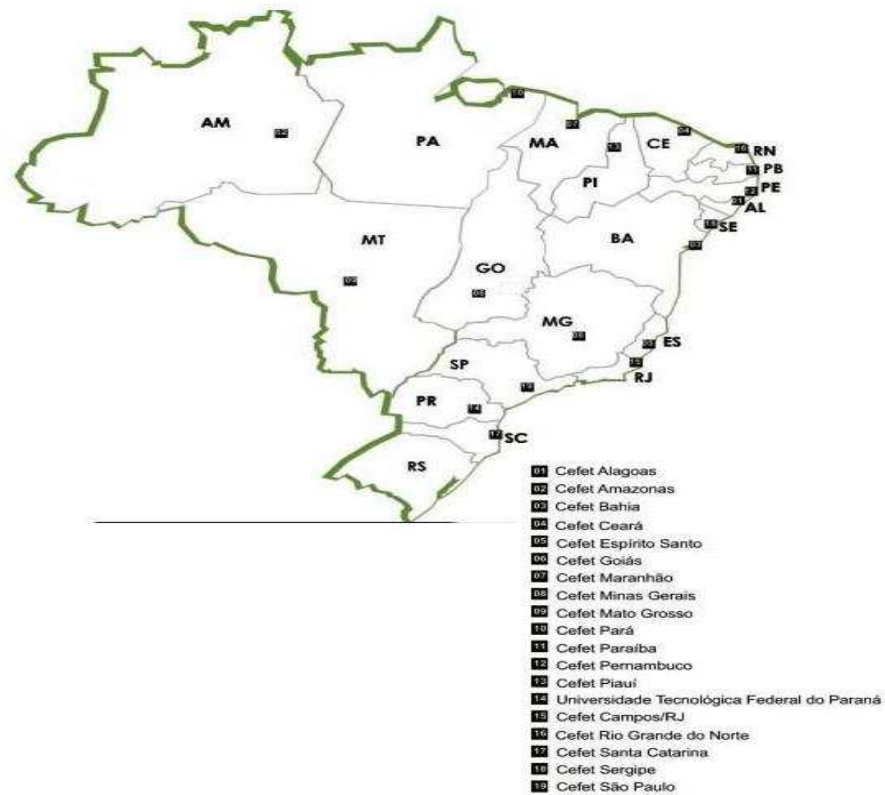 AM
PA
MA
CE
RN
PB
PE
AL
SE
PI
BA
MT
GO
MG
ES
RJ
SP
PR
SC
RS
01 Cefet Alagoas
02 Cefet Amazonas
03 Cefet Bahia
04 Cefet Ceará
05 Cefet Espírito Santo
06 Cefet Goiás
07 Cefet Maranhão
08 Cefet Minas Gerais
09 Cefet Mato Grosso
10 Cefet Pará
11 Cefet Paraíba
12 Cefet Pernambuco
13 Cefet Piauí
14 Universidade Tecnológica Federal do Paraná
15 Cefet Campos/RJ
16 Cefet Rio Grande do Norte
17 Cefet Santa Catarina
18 Cefet Sergipe
19 Cefet São Paulo